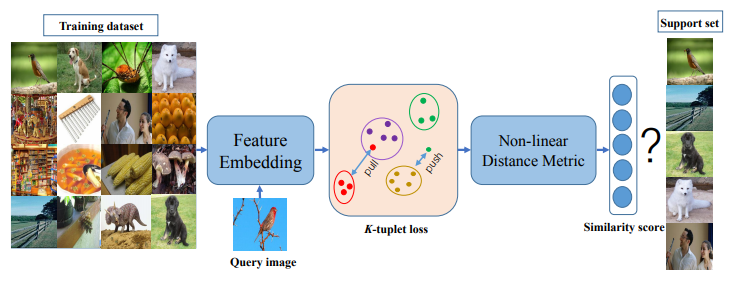 Training dataset
Support set
Feature
Embedding
pull
push
Non-linear
Distance Metric
?
K-tuplet loss
Similarity score
Query image